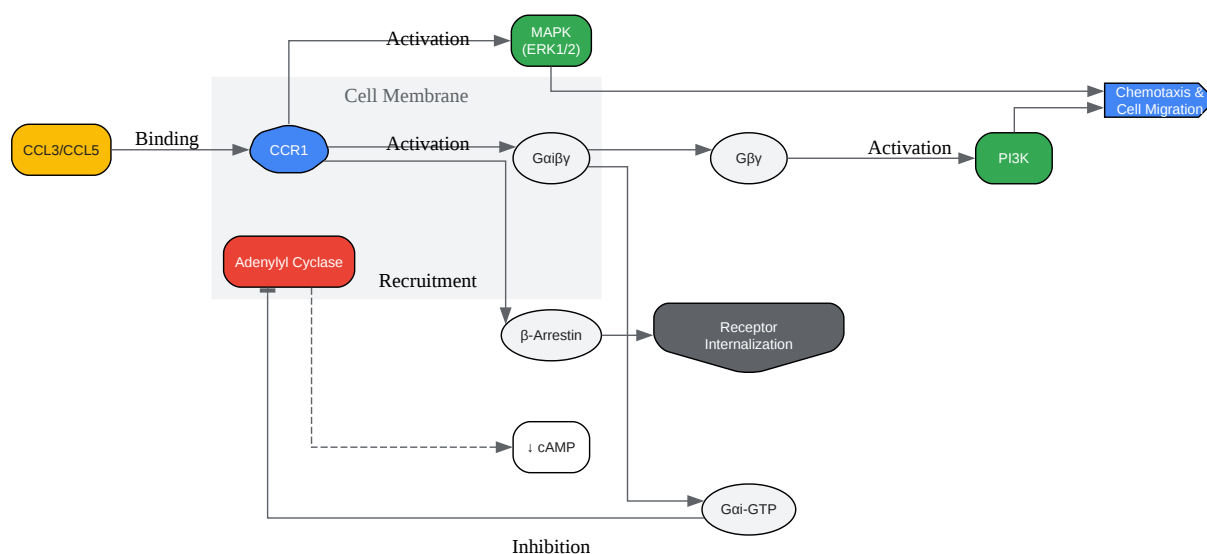 Activation
MAPK
(ERK1/2)
Cell Membrane
Chemotaxis &
Cell Migration
CCL3/CCL5
Binding
CCR1
Activation
Gαiβγ
Gβγ
Activation
PI3K
Adenylyl Cyclase
Recruitment
β-Arrestin
Receptor
Internalization
↓ cAMP
Gαi-GTP
Inhibition